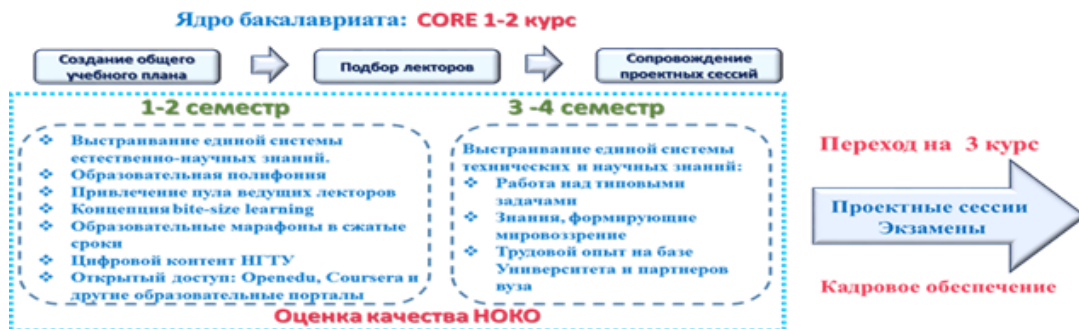 Ядро бакалавриата: CORE 1-2 курс
Создание общего
учебного плана
Подбор лекторов
Сопровождение
проектных сессий
1-2 семестр
❖ Выстраивание единой системы
естественно-научных знаний.
❖ Образовательная полифония
❖ Привлечение пула ведущих лекторов
❖ Концепция bite-size learning
❖ Образовательные марафоны в сжатые
сроки
❖ Цифровой контент НГТУ
❖ Открытый доступ: Openedu, Coursera и
другие образовательные порталы
3 -4 семестр
Выстраивание единой системы
технических и научных знаний:
❖ Работа над типовыми
задачами
❖ Знания, формирующие
мировоззрение
❖ Трудовой опыт на базе
Университета и партнеров
вуза
Оценка качества НОКО
Переход на 3 курс
Проектные сессии
Экзамены
Кадровое обеспечение